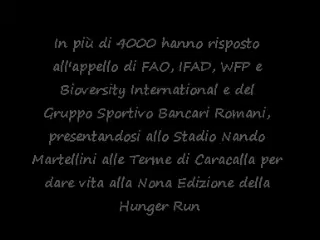 In più di 4000 hanno risposto
all'appello di FAO, IFAD, WFP e
Bioversity International e del
Gruppo Sportivo Bancari Romani,
presentandosi allo Stadio Nando
Martellini alle Terme di Caracalla per
dare vita alla Nona Edizione della
Hunger Run